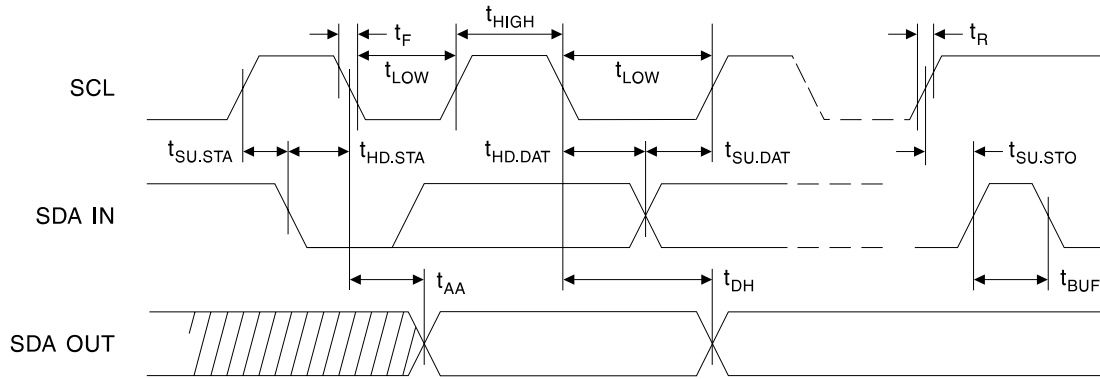 tHIGH
tF
tR
SCL
tLOW
tLOW
tSU.STA
tHD.STA
tHD.DAT
tSU.DAT
tSU.STO
SDA IN
tAA
tDH
tBUF
SDA OUT